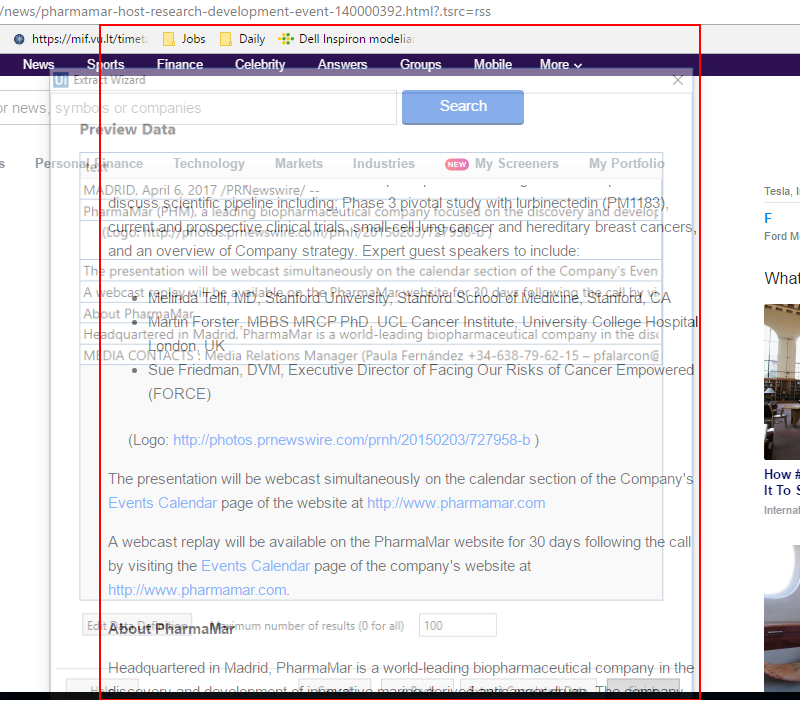 /news/pharmamar-host-research-development-event-140000392.html?.tsrc=rss
https://mif.vu.lt/timeta Jobs Daily Dell Inspiron modeliai
News Sports Finance Celebrity Answers Groups Mobile More
UI Extract Wizard
or news, symbols or companies Search
Preview Data
s Personal Finance Technology Markets Industries NEW My Screeners My Portfolio
text
MADRID, April 6, 2017 /PRNewswire/ --
discuss scientific pipeline including: Phase 3 pivotal study with lurbinectedin (PM1183),
PharmaMar (PHM), a leading biopharmaceutical company focused on the discovery and develop
current and prospective clinical trials, small-cell lung cancer and hereditary breast cancers,
(Logo: http://photos.prnewswire.com/prnh/20150203/727958-b )
and an overview of Company strategy. Expert guest speakers to include:
The presentation will be webcast simultaneously on the calendar section of the Company's Even
A webcast replay will be available on the PharmaMar website for 30 days following the call by vi
Melinda Telli, MD, Stanford University, Stanford School of Medicine, Stanford, CA
About PharmaMar
Martin Forster, MBBS MRCP PhD, UCL Cancer Institute, University College Hospital
Headquartered in Madrid, PharmaMar is a world-leading biopharmaceutical company in the disc
London, UK
MEDIA CONTACTS : Media Relations Manager (Paula Fernández +34-638-79-62-15 – pfalarcon@
Sue Friedman, DVM, Executive Director of Facing Our Risks of Cancer Empowered
(FORCE)
(Logo: http://photos.prnewswire.com/prnh/20150203/727958-b )
The presentation will be webcast simultaneously on the calendar section of the Company's
Events Calendar page of the website at http://www.pharmamar.com
A webcast replay will be available on the PharmaMar website for 30 days following the call
by visiting the Events Calendar page of the company's website at
http://www.pharmamar.com.
Edit Data Definition Maximum number of results (0 for all) 100
About PharmaMar
Headquartered in Madrid, PharmaMar is a world-leading biopharmaceutical company in the
discovery and development of innovative marine-derived anticancer drugs. The company
Tesla, I
F
Ford M
What
How #
It To S
Internat